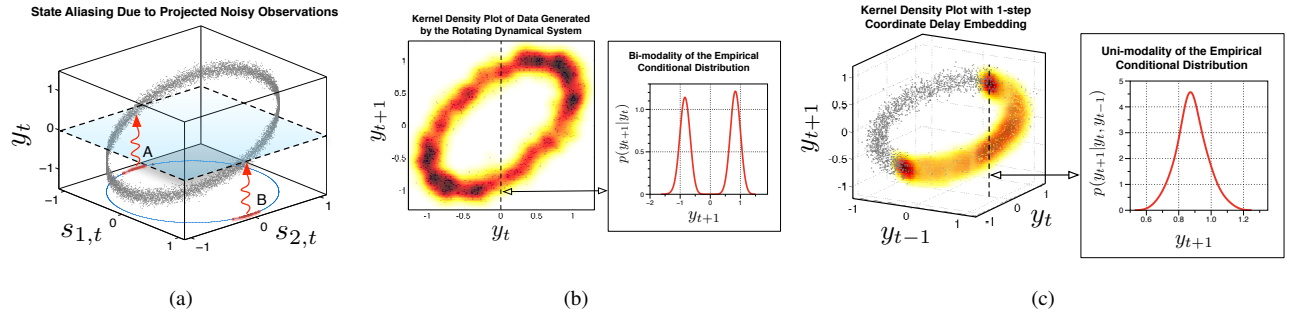 State Aliasing Due to Projected Noisy Observations
y_t
1
0
−1
A
B
−1
0
1
s_{1,t}
−1
0
1
s_{2,t}
(a)
Kernel Density Plot of Data Generated
by the Rotating Dynamical System
y_{t+1}
1
0.5
0
-0.5
-1
-1
-0.5
0
0.5
1
y_t
Bi-modality of the Empirical
Conditional Distribution
p(y_{t+1}|y_t)
1.0
0.5
0
-2
-1
0
1
2
y_{t+1}
(b)
Kernel Density Plot with 1-step
Coordinate Delay Embedding
y_{t+1}
1
0.5
0
-0.5
-1
-1
0
1
y_{t−1}
-1
0
1
y_t
Uni-modality of the Empirical
Conditional Distribution
p(y_{t+1}|y_t, y_{t−1})
5
4
3
2
1
0
0.6
0.8
1.0
1.2
y_{t+1}
(c)